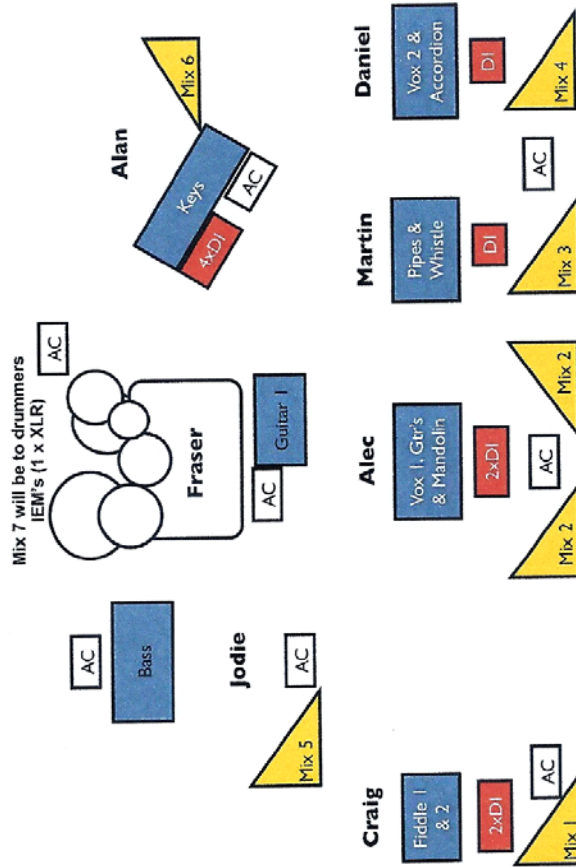 Mix 7 will be to drummers
IEM's (1 x XLR)
AC
Bass
Jodie
AC
Mix 5
Fraser
AC
AC
Guitar 1
Alan
Mix 6
Keys
4xDI
AC
Craig
Fiddle 1
& 2
2xDI
AC
Mix 1
Alec
Vox 1, Gtr's
& Mandolin
2xDI
AC
Mix 2
Mix 2
Martin
Pipes &
Whistle
DI
Mix 3
AC
Daniel
Vox 2 &
Accordion
DI
Mix 4